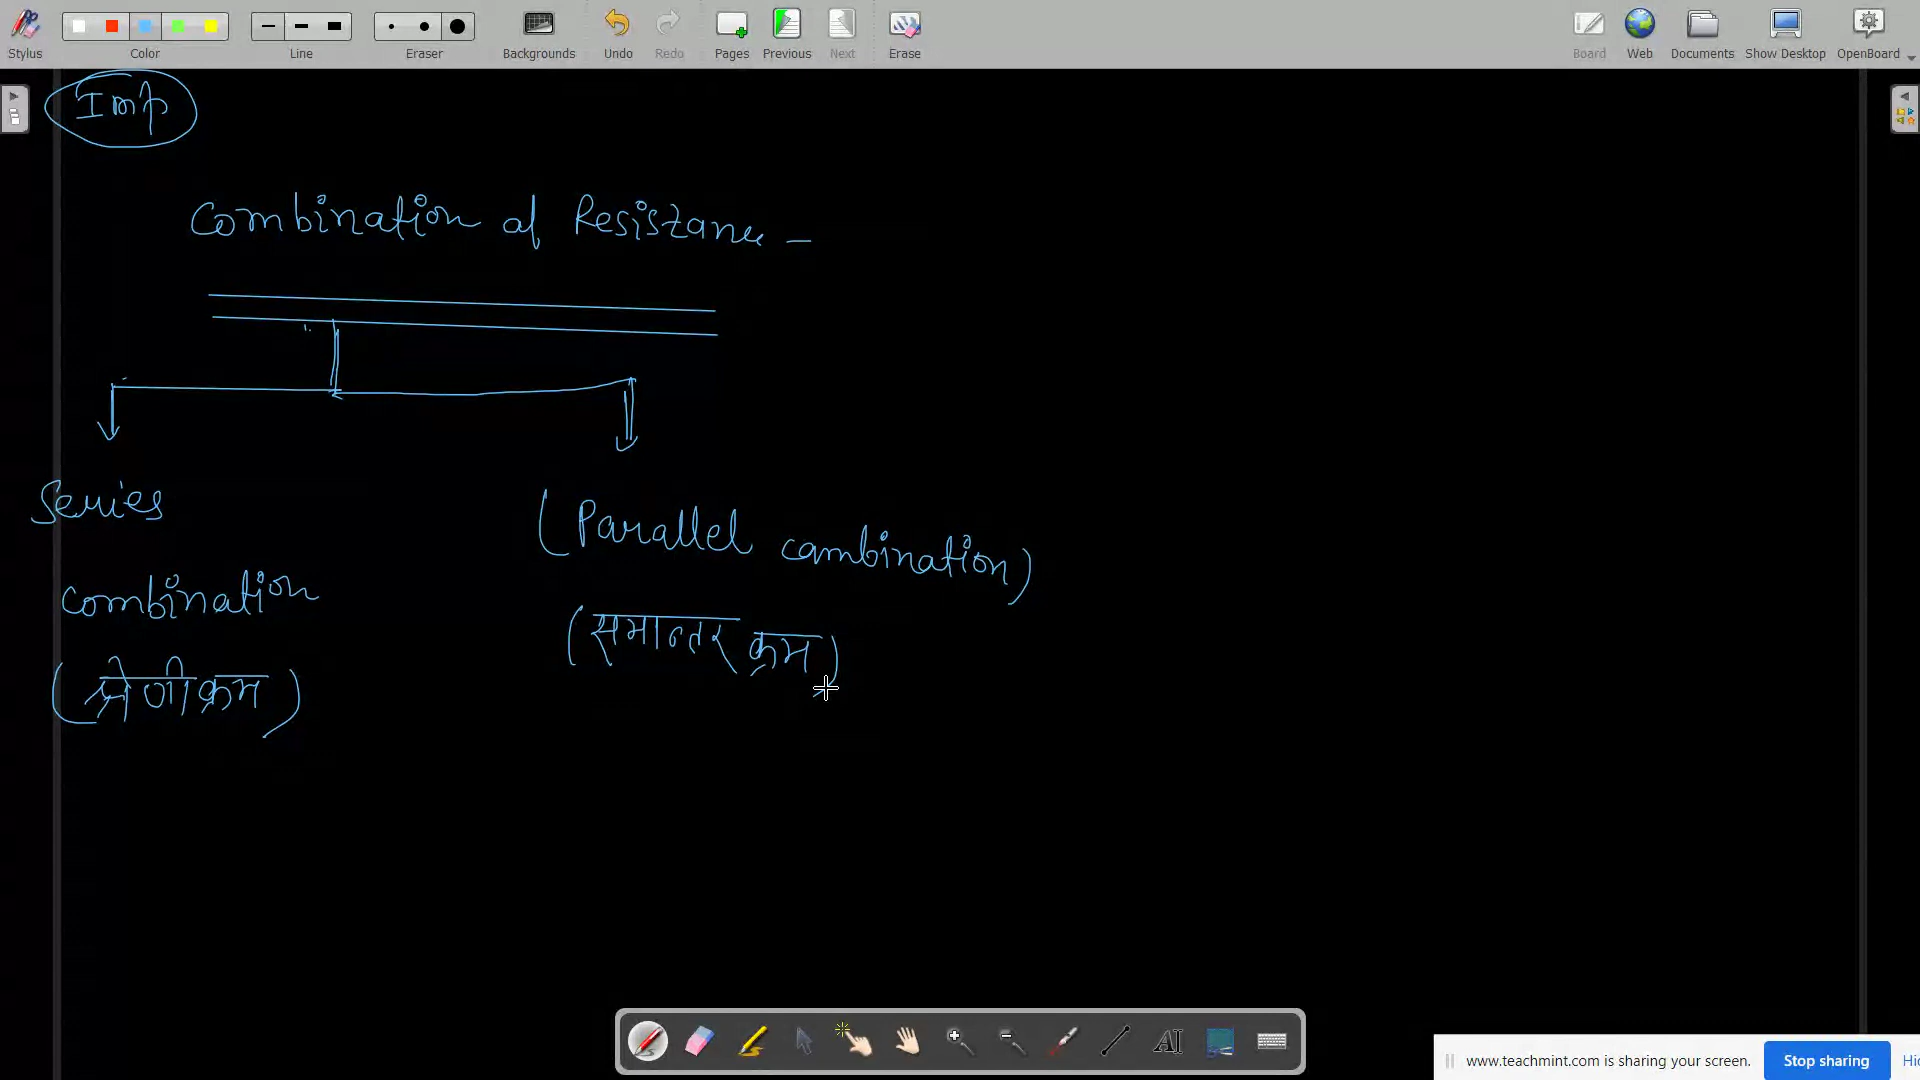 Stylus Color Line Eraser Backgrounds Undo Redo Pages Previous Next Erase Board Web Documents Show Desktop OpenBoard
Imp
Combination of Resistance -
Series
combination
(श्रेणीक्रम)
(Parallel combination)
(समान्तर क्रम)
www.teachmint.com is sharing your screen. Stop sharing